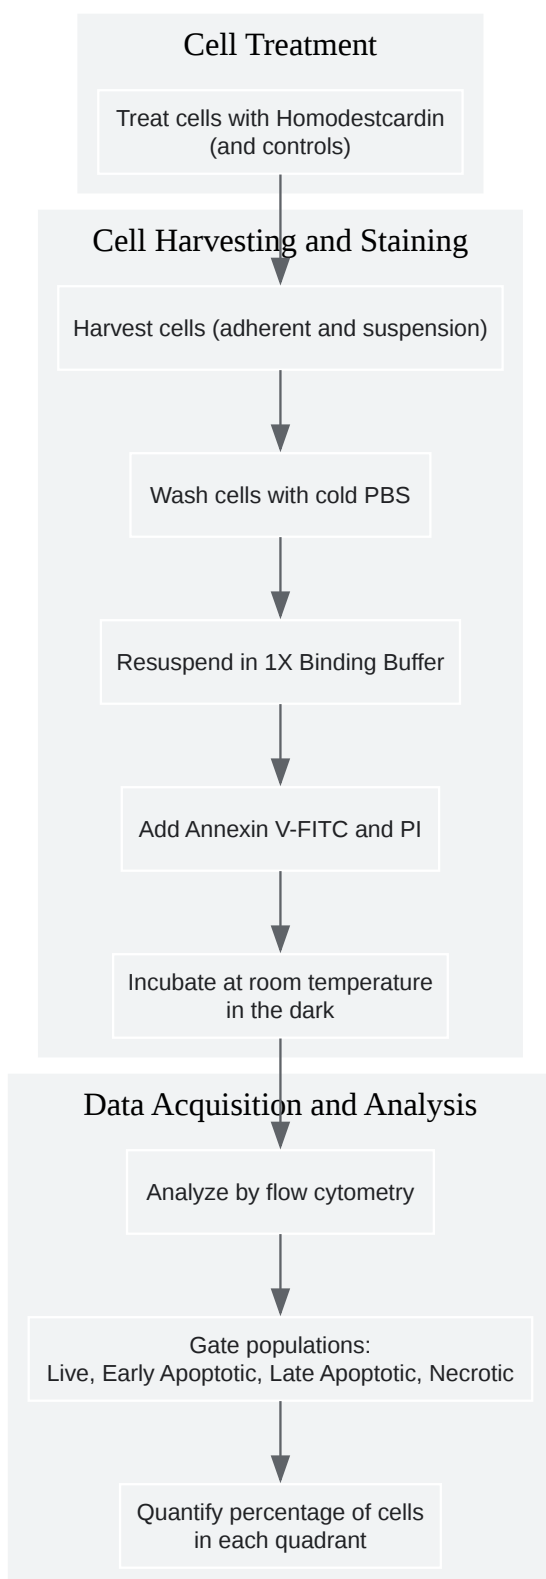 Cell Treatment
Treat cells with Homodestcardin
(and controls)
Cell Harvesting and Staining
Harvest cells (adherent and suspension)
Wash cells with cold PBS
Resuspend in 1X Binding Buffer
Add Annexin V-FITC and PI
Incubate at room temperature
in the dark
Data Acquisition and Analysis
Analyze by flow cytometry
Gate populations:
Live, Early Apoptotic, Late Apoptotic, Necrotic
Quantify percentage of cells
in each quadrant